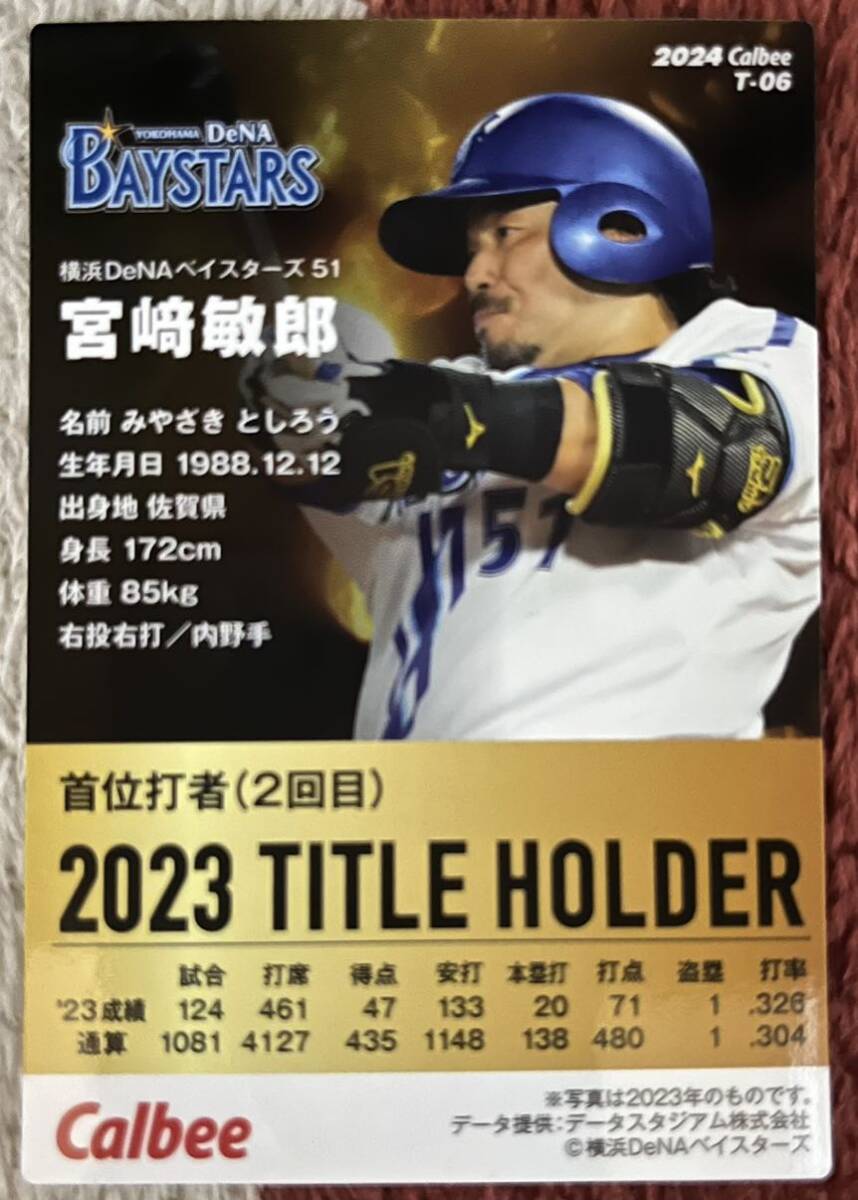 2024 Calbee
T-06
YOKOHAMA DeNA
BAYSTARS
横浜DeNAベイスターズ 51
宮﨑敏郎
名前 みやざき としろう
生年月日 1988.12.12
出身地 佐賀県
身長 172cm
体重 85kg
右投右打／内野手
51
首位打者(2回目)
2023 TITLE HOLDER
試合 打席 得点 安打 本塁打 打点 盗塁 打率
'23成績 124 461 47 133 20 71 1 .326
通算 1081 4127 435 1148 138 480 1 .304
Calbee
※写真は2023年のものです。
データ提供:データスタジアム株式会社
©横浜DeNAベイスターズ